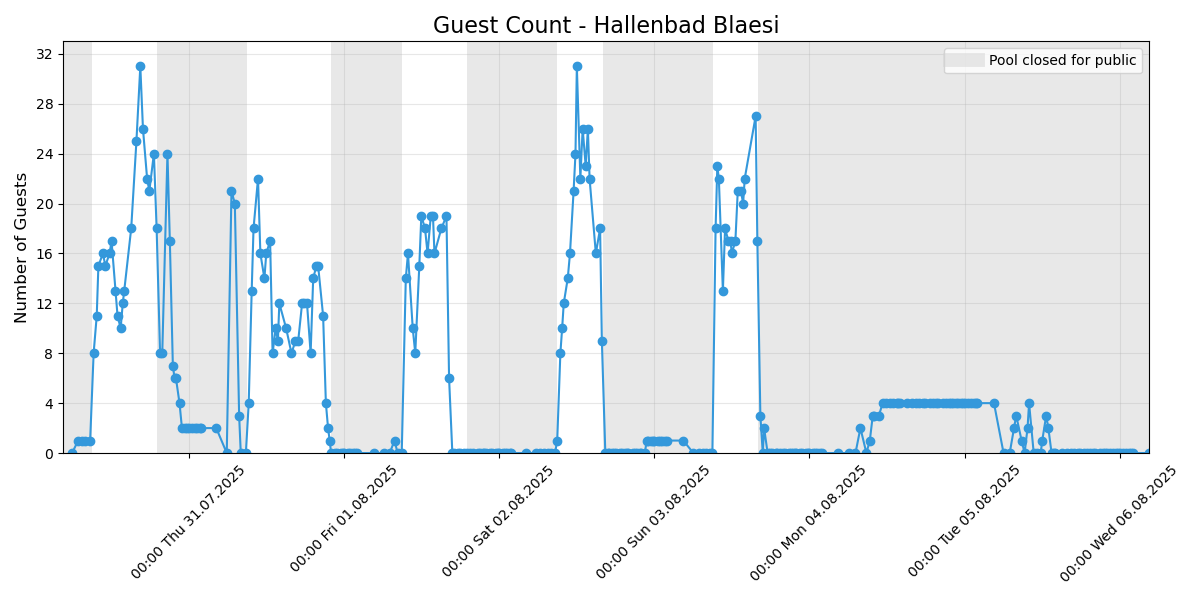 Guest Count - Hallenbad Blaesi
Pool closed for public
Number of Guests
32
28
24
20
16
12
8
4
0
00:00 Thu 31.07.2025
00:00 Fri 01.08.2025
00:00 Sat 02.08.2025
00:00 Sun 03.08.2025
00:00 Mon 04.08.2025
00:00 Tue 05.08.2025
00:00 Wed 06.08.2025